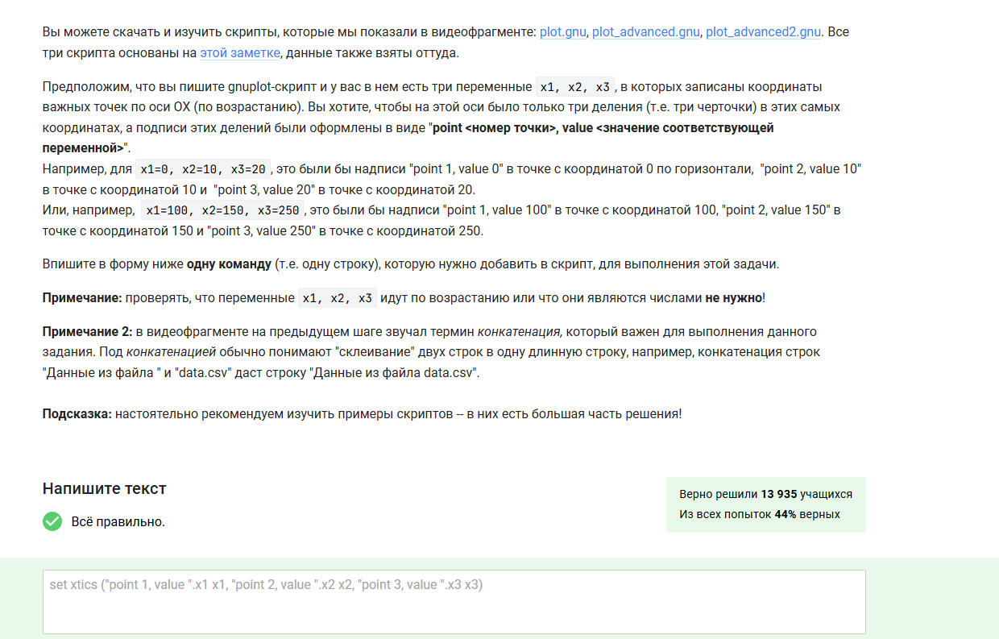 Вы можете скачать и изучить скрипты, которые мы показали в видеофрагменте: plot.gnu, plot_advanced.gnu, plot_advanced2.gnu. Все
три скрипта основаны на этой заметке, данные также взяты оттуда.
Предположим, что вы пишите gnuplot-скрипт и у вас в нем есть три переменные x1, x2, x3, в которых записаны координаты
важных точек по оси OX (по возрастанию). Вы хотите, чтобы на этой оси было только три деления (т.е. три черточки) в этих самых
координатах, а подписи этих делений были оформлены в виде "point <номер точки>, value <значение соответствующей
переменной>".
Например, для x1=0, x2=10, x3=20, это были бы надписи "point 1, value 0" в точке с координатой 0 по горизонтали, "point 2, value 10"
в точке с координатой 10 и "point 3, value 20" в точке с координатой 20.
Или, например, x1=100, x2=150, x3=250, это были бы надписи "point 1, value 100" в точке с координатой 100, "point 2, value 150" в
точке с координатой 150 и "point 3, value 250" в точке с координатой 250.
Впишите в форму ниже одну команду (т.е. одну строку), которую нужно добавить в скрипт, для выполнения этой задачи.
Примечание: проверять, что переменные x1, x2, x3 идут по возрастанию или что они являются числами не нужно!
Примечание 2: в видеофрагменте на предыдущем шаге звучал термин конкатенация, который важен для выполнения данного
задания. Под конкатенацией обычно понимают "склеивание" двух строк в одну длинную строку, например, конкатенация строк
"Данные из файла " и "data.csv" даст строку "Данные из файла data.csv".
Подсказка: настоятельно рекомендуем изучить примеры скриптов -- в них есть большая часть решения!
Напишите текст
Верно решили 13 935 учащихся
Из всех попыток 44% верных
Всё правильно.
set xtics ("point 1, value ".x1 x1, "point 2, value ".x2 x2, "point 3, value ".x3 x3)